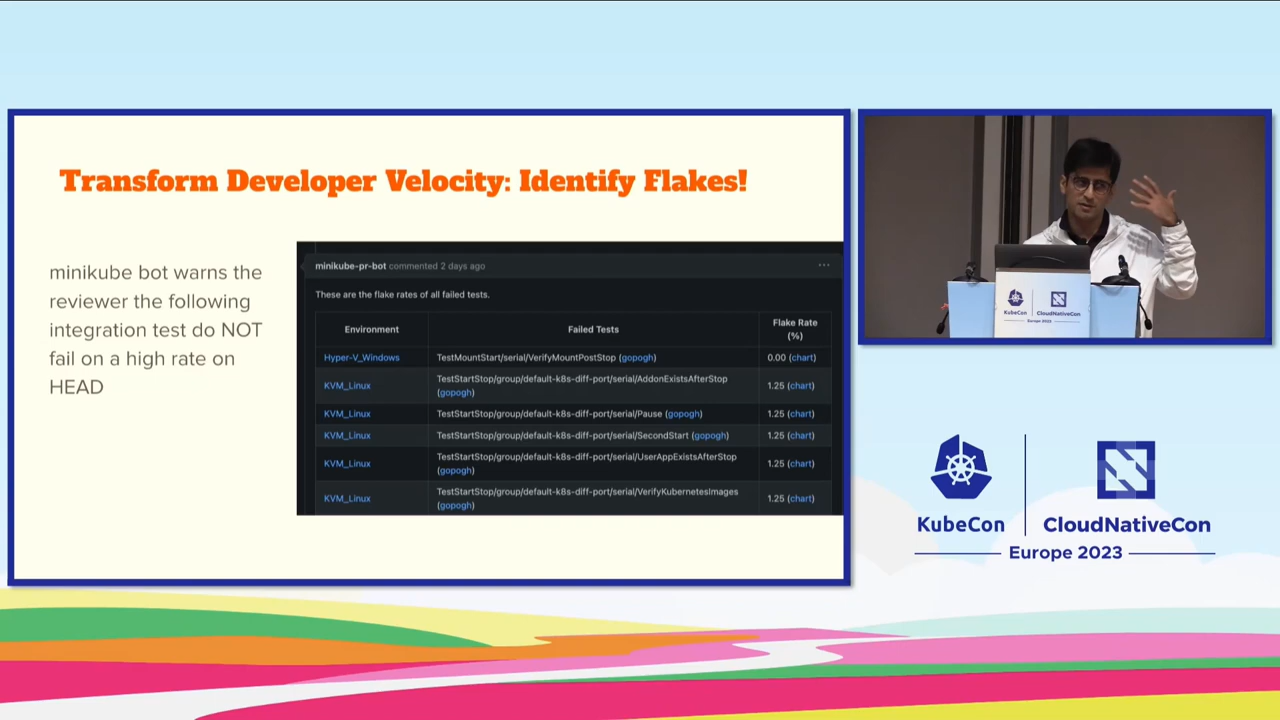 Transform Developer Velocity: Identify Flakes!
minikube bot warns the
reviewer the following
integration test do NOT
fail on a high rate on
HEAD
minikube-pr-bot commented 2 days ago
These are the flake rates of all failed tests.
Environment Failed Tests Flake Rate (%)
Hyper-V_Windows TestMountStart/serial/VerifyMountPostStop (gopogh) 0.00 (chart)
KVM_Linux TestStartStop/group/default-k8s-diff-port/serial/AddonExistsAfterStop (gopogh) 1.25 (chart)
KVM_Linux TestStartStop/group/default-k8s-diff-port/serial/Pause (gopogh) 1.25 (chart)
KVM_Linux TestStartStop/group/default-k8s-diff-port/serial/SecondStart (gopogh) 1.25 (chart)
KVM_Linux TestStartStop/group/default-k8s-diff-port/serial/UserAppExistsAfterStop (gopogh) 1.25 (chart)
KVM_Linux TestStartStop/group/default-k8s-diff-port/serial/VerifyKubernetesImages (gopogh) 1.25 (chart)
KubeCon CloudNativeCon
Europe 2023
KubeCon CloudNativeCon
Europe 2023